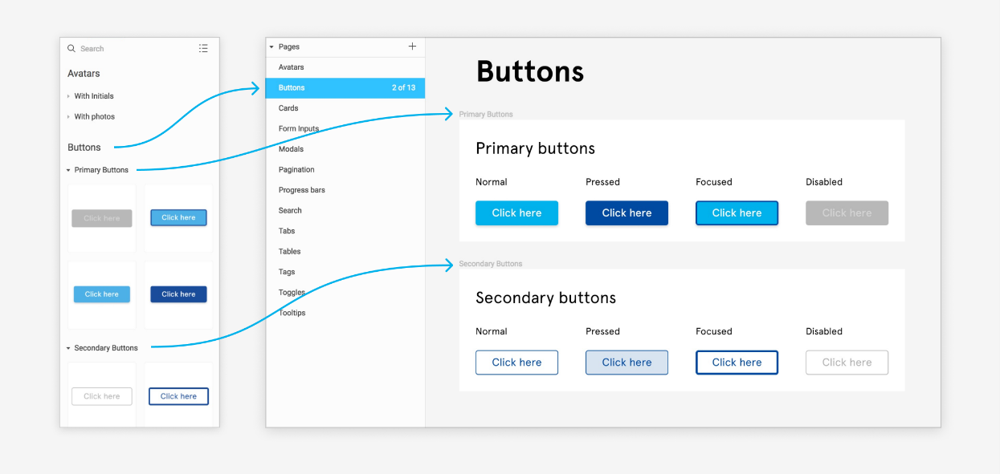 Search
Avatars
With Initials
With photos
Buttons
Primary Buttons
Click here
Click here
Click here
Click here
Secondary Buttons
Click here
Click here
Pages
Avatars
Buttons 2 of 13
Cards
Form Inputs
Modals
Pagination
Progress bars
Search
Tabs
Tables
Tags
Toggles
Tooltips
Buttons
Primary Buttons
Primary buttons
Normal Pressed Focused Disabled
Click here Click here Click here Click here
Secondary Buttons
Secondary buttons
Normal Pressed Focused Disabled
Click here Click here Click here Click here